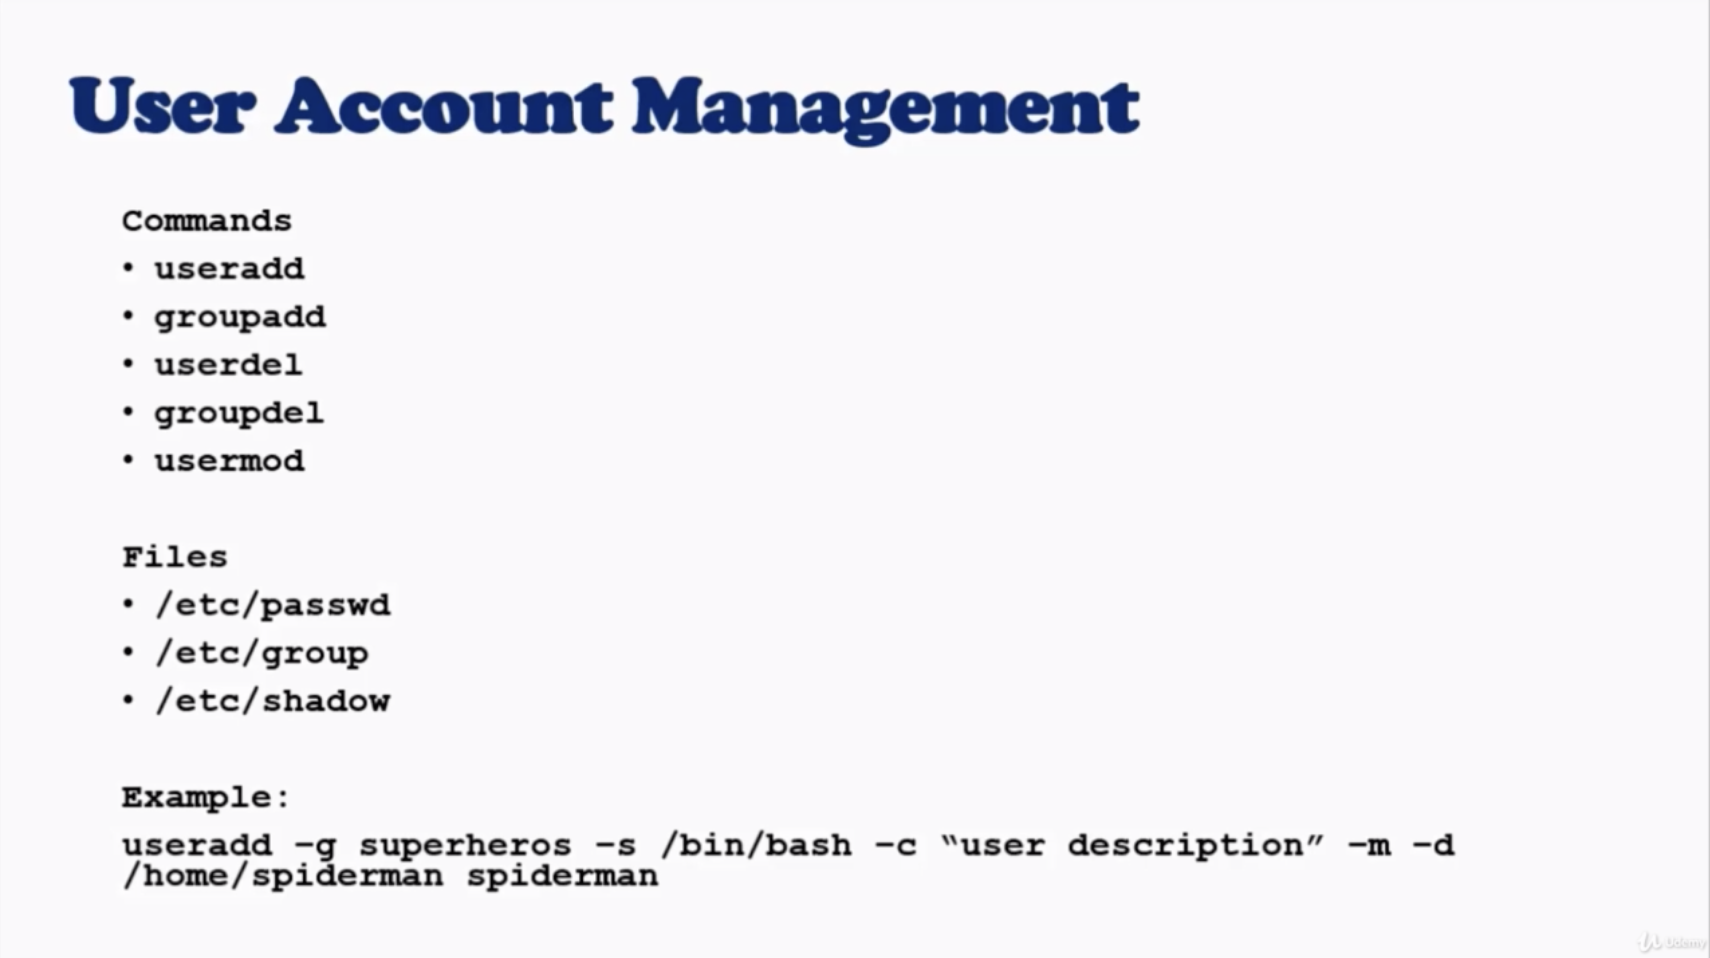 User Account Management
Commands
• useradd
• groupadd
• userdel
• groupdel
• usermod
Files
• /etc/passwd
• /etc/group
• /etc/shadow
Example:
useradd –g superheros –s /bin/bash –c “user description” –m –d
/home/spiderman spiderman
Udemy